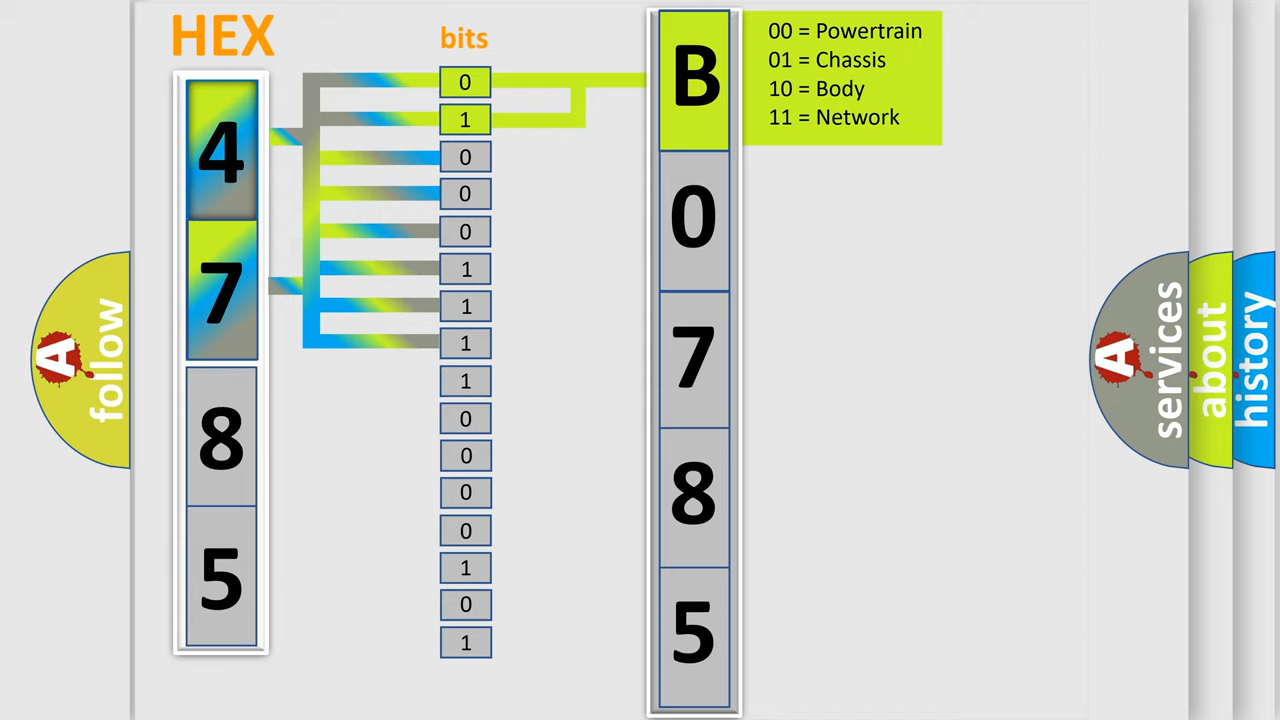 HEX
bits
4
7
8
5
0
1
0
0
0
1
1
1
1
0
0
0
0
1
0
1
B
0
7
8
5
00 = Powertrain
01 = Chassis
10 = Body
11 = Network
A
follow
A
services
about
history